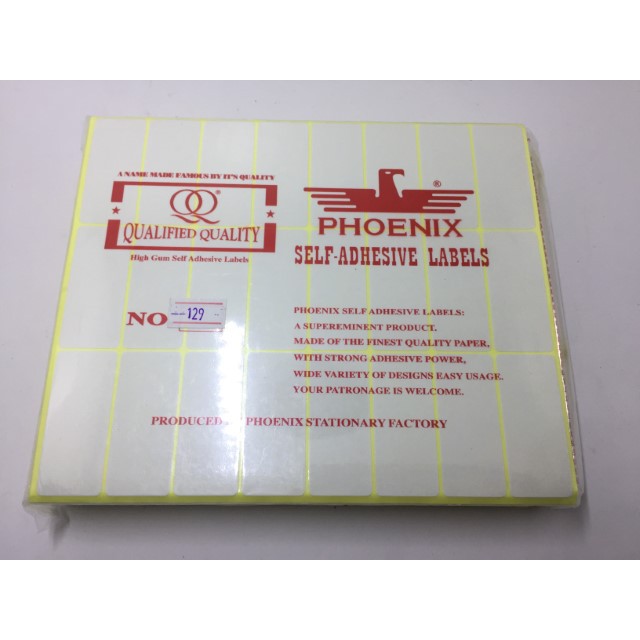 A NAME MADE FAMOUS BY IT'S QUALITY
QQ®
QUALIFIED QUALITY
High Gum Self Adhesive Labels
®
PHOENIX
SELF-ADHESIVE LABELS
NO
129
PHOENIX SELF ADHESIVE LABELS:
A SUPEREMINENT PRODUCT.
MADE OF THE FINEST QUALITY PAPER,
WITH STRONG ADHESIVE POWER,
WIDE VARIETY OF DESIGNS EASY USAGE.
YOUR PATRONAGE IS WELCOME.
PRODUCED PHOENIX STATIONARY FACTORY